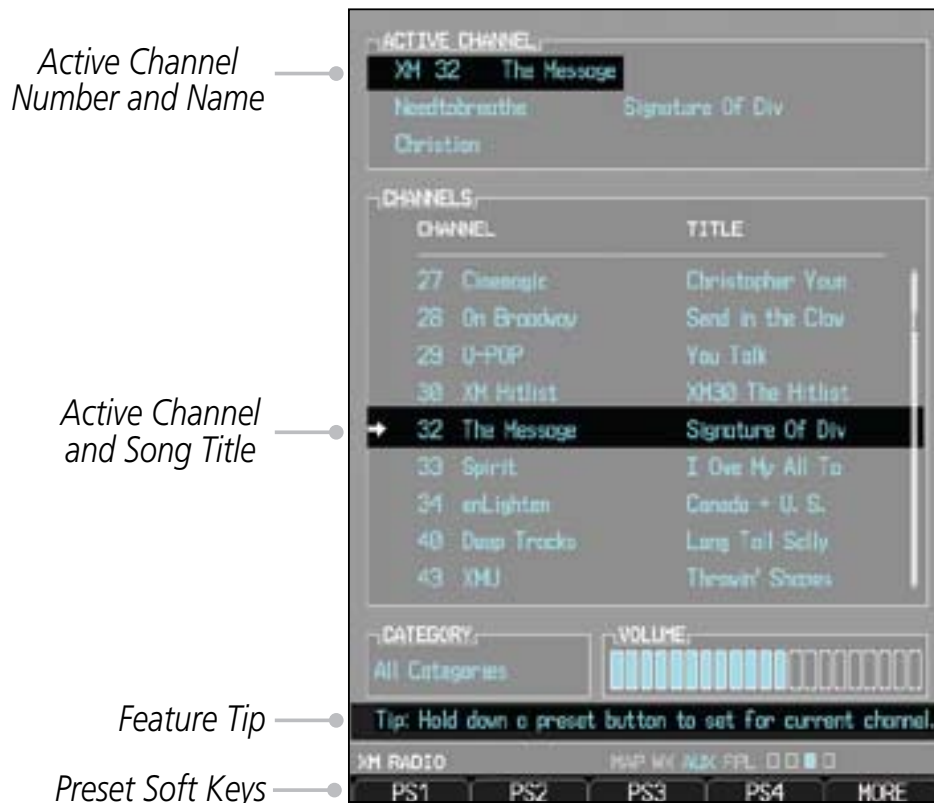 Active Channel
Number and Name
ACTIVE CHANNEL
XM 32 The Message
Needtobreathe Signature Of Div
Christian
CHANNELS
CHANNEL TITLE
27 Cinemagic Christopher Youn
28 On Broadway Send in the Clow
29 U-POP You Talk
30 XM Hitlist XM30 The Hitlist
Active Channel
and Song Title
32 The Message Signature Of Div
33 Spirit I Owe My All To
34 enLighten Canada + U. S.
40 Deep Tracks Long Tall Sally
43 XMU Throwin' Shapes
CATEGORY
All Categories
VOLUME
Feature Tip
Tip: Hold down a preset button to set for current channel.
XM RADIO MAP WX AUX FPL
Preset Soft Keys
PS1 PS2 PS3 PS4 MORE